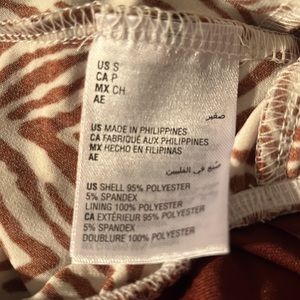 US S
CA P
MX CH
AE
صغير
US MADE IN PHILIPPINES
CA FABRIQUÉ AUX PHILIPPINES
MX HECHO EN FILIPINAS
AE
صنع في الفلبين
US SHELL 95% POLYESTER
5% SPANDEX
LINING 100% POLYESTER
CA EXTÉRIEUR 95% POLYESTER
5% SPANDEX
DOUBLURE 100% POLYESTER